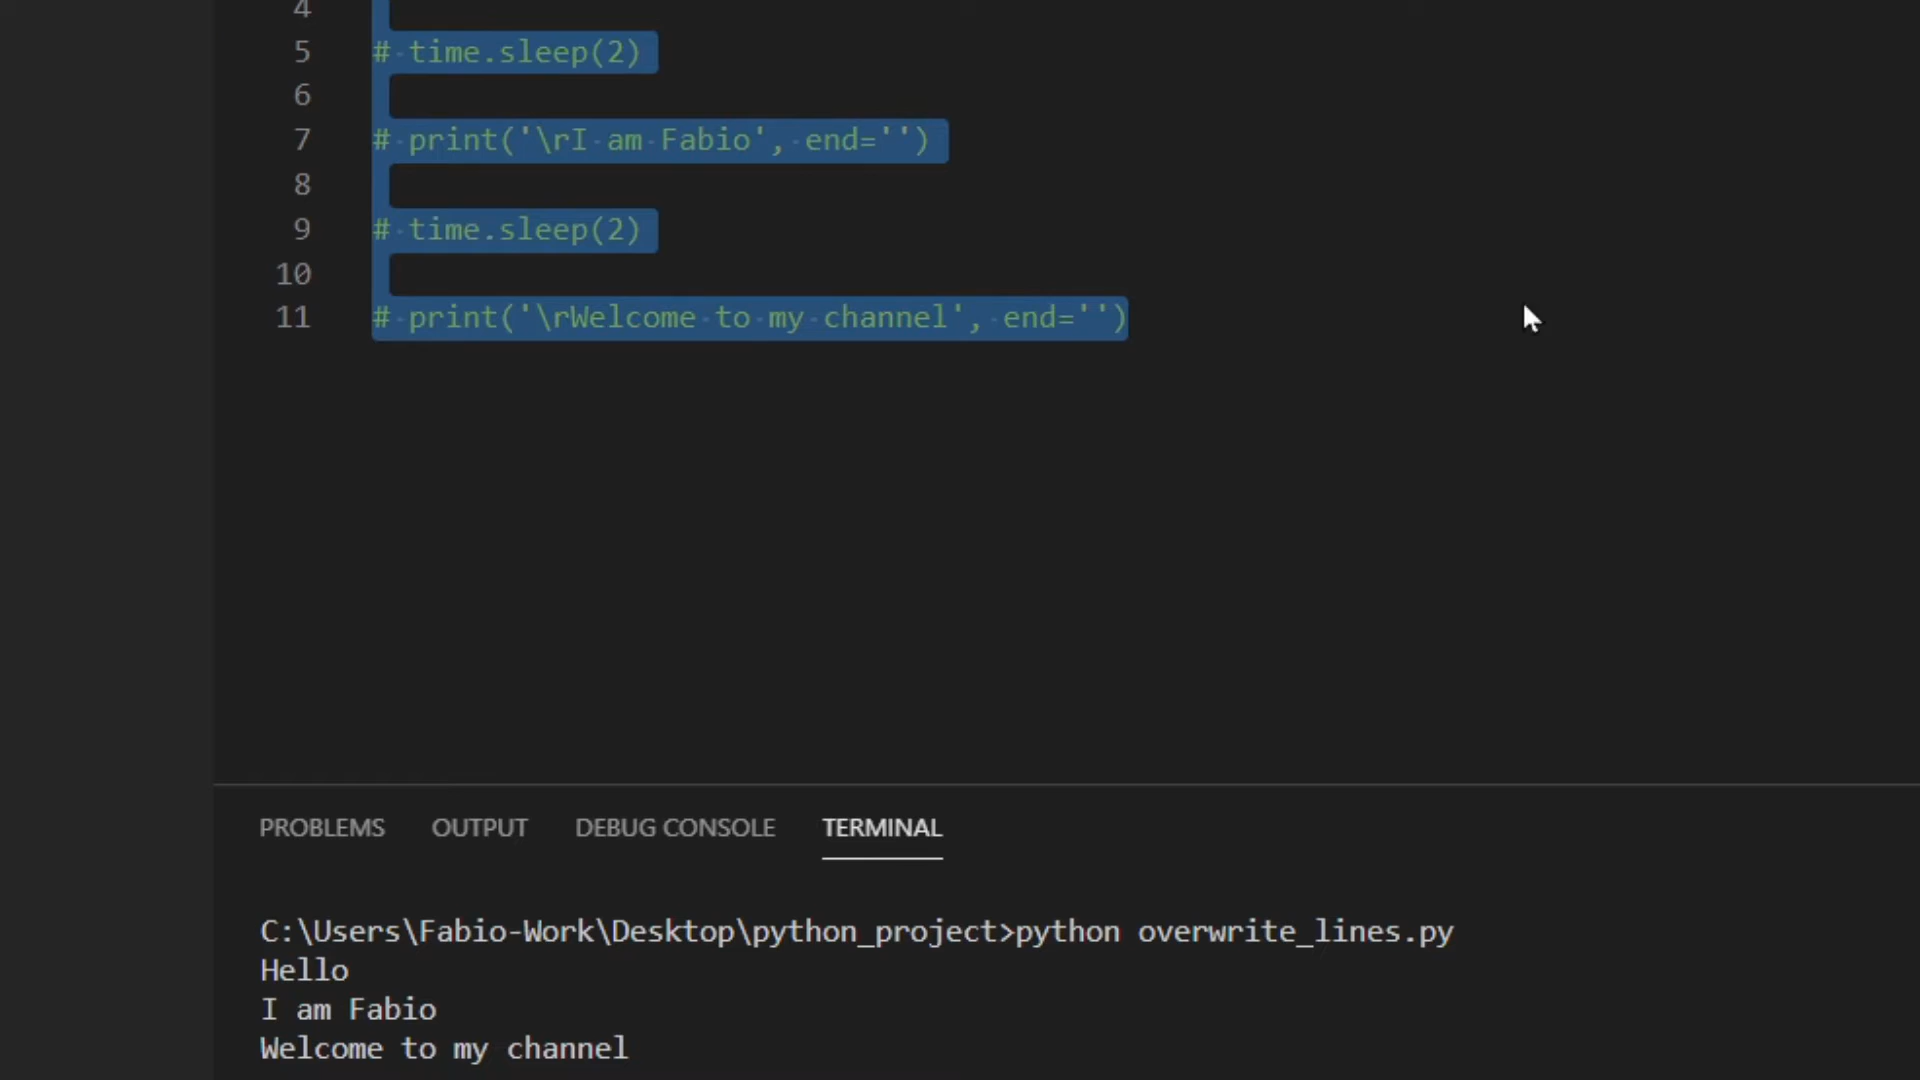 4
5 # time.sleep(2)
6
7 # print('\rI am Fabio', end='')
8
9 # time.sleep(2)
10
11 # print('\rWelcome to my channel', end='')
PROBLEMS OUTPUT DEBUG CONSOLE TERMINAL
C:\Users\Fabio-Work\Desktop\python_project>python overwrite_lines.py
Hello
I am Fabio
Welcome to my channel